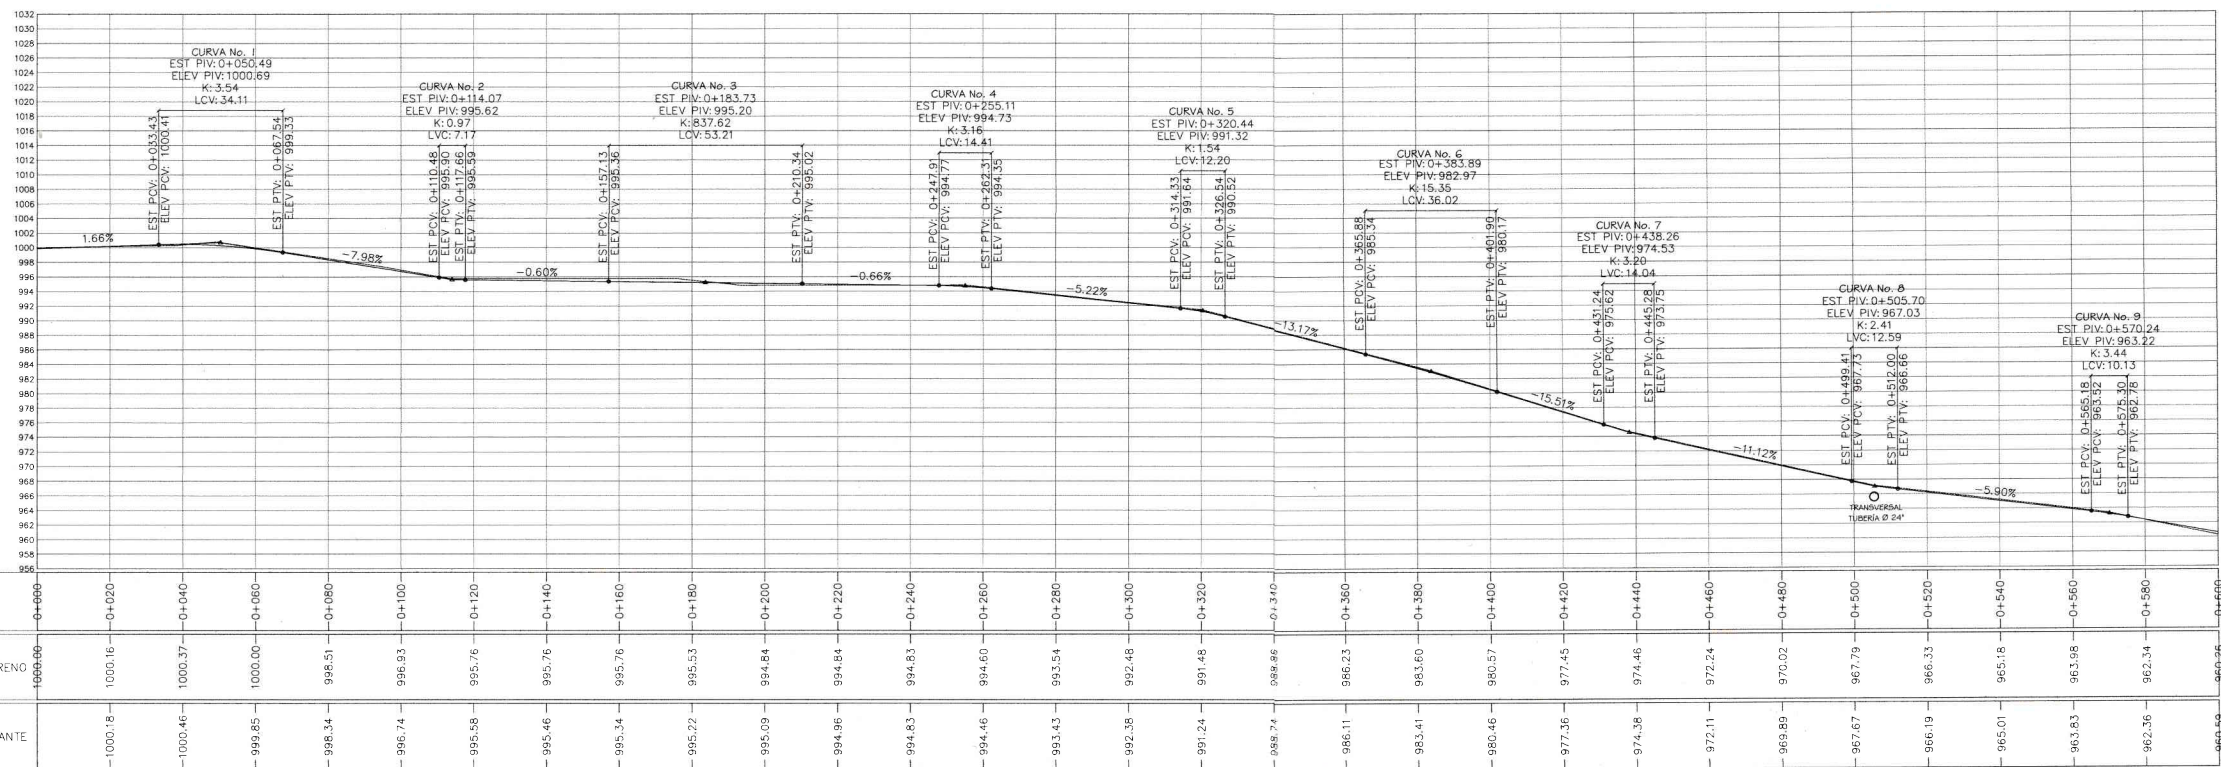 1032
1030
1028
1026
1024
1022
1020
1018
1016
1014
1012
1010
1008
1006
1004
1002
1000
998
996
994
992
990
988
986
984
982
980
978
976
974
972
970
968
966
964
962
960
958
956
CURVA No. 1
EST PIV: 0+050.49
ELEV PIV: 1000.69
K: 3.54
LCV: 34.11
EST PCV: 0+033.43
ELEV PCV: 1000.41
EST PTV: 0+067.54
ELEV PTV: 999.33
CURVA No. 2
EST PIV: 0+114.07
ELEV PIV: 995.62
K: 0.97
LVC: 7.17
EST PCV: 0+110.48
ELEV PCV: 995.90
EST PTV: 0+117.66
ELEV PTV: 995.59
CURVA No. 3
EST PIV: 0+183.73
ELEV PIV: 995.20
K: 837.62
LCV: 53.21
EST PCV: 0+157.13
ELEV PCV: 995.36
EST PTV: 0+210.34
ELEV PTV: 995.02
CURVA No. 4
EST PIV: 0+255.11
ELEV PIV: 994.73
K: 3.16
LCV: 14.41
EST PCV: 0+247.91
ELEV PCV: 994.77
EST PTV: 0+262.31
ELEV PTV: 994.35
CURVA No. 5
EST PIV: 0+320.44
ELEV PIV: 991.32
K: 1.54
LCV: 12.20
EST PCV: 0+314.33
ELEV PCV: 991.64
EST PTV: 0+326.54
ELEV PTV: 990.52
CURVA No. 6
EST PIV: 0+383.89
ELEV PIV: 982.97
K: 15.35
LCV: 36.02
EST PCV: 0+365.88
ELEV PCV: 985.34
EST PTV: 0+401.90
ELEV PTV: 980.17
CURVA No. 7
EST PIV: 0+438.26
ELEV PIV: 974.53
K: 3.20
LVC: 14.04
EST PCV: 0+431.24
ELEV PCV: 975.62
EST PTV: 0+445.28
ELEV PTV: 973.75
CURVA No. 8
EST PIV: 0+505.70
ELEV PIV: 967.03
K: 2.41
LVC: 12.59
EST PCV: 0+499.41
ELEV PCV: 967.73
EST PTV: 0+512.00
ELEV PTV: 966.66
CURVA No. 9
EST PIV: 0+570.24
ELEV PIV: 963.22
K: 3.44
LCV: 10.13
EST PCV: 0+565.18
ELEV PCV: 963.52
EST PTV: 0+575.30
ELEV PTV: 962.78
1.66%
-7.98%
-0.60%
-0.66%
-5.22%
-13.17%
-15.51%
-11.12%
-5.90%
TRANSVERSAL
TUBERÍA Ø 24"
0+000 0+020 0+040 0+060 0+080 0+100 0+120 0+140 0+160 0+180 0+200 0+220 0+240 0+260 0+280 0+300 0+320 0+340 0+360 0+380 0+400 0+420 0+440 0+460 0+480 0+500 0+520 0+540 0+560 0+580 0+600
RENO 1000.00 1000.16 1000.37 1000.00 998.51 996.93 995.76 995.76 995.76 995.53 994.84 994.84 994.83 994.60 993.54 992.48 991.48 988.86 986.23 983.60 980.57 977.45 974.46 972.24 970.02 967.79 966.33 965.18 963.98 962.34 960.26
ANTE 1000.18 1000.46 999.85 998.34 996.74 995.58 995.46 995.34 995.22 995.09 994.96 994.83 994.46 993.43 992.38 991.24 988.74 986.11 983.41 980.46 977.36 974.38 972.11 969.89 967.67 966.19 965.01 963.83 962.36 960.59